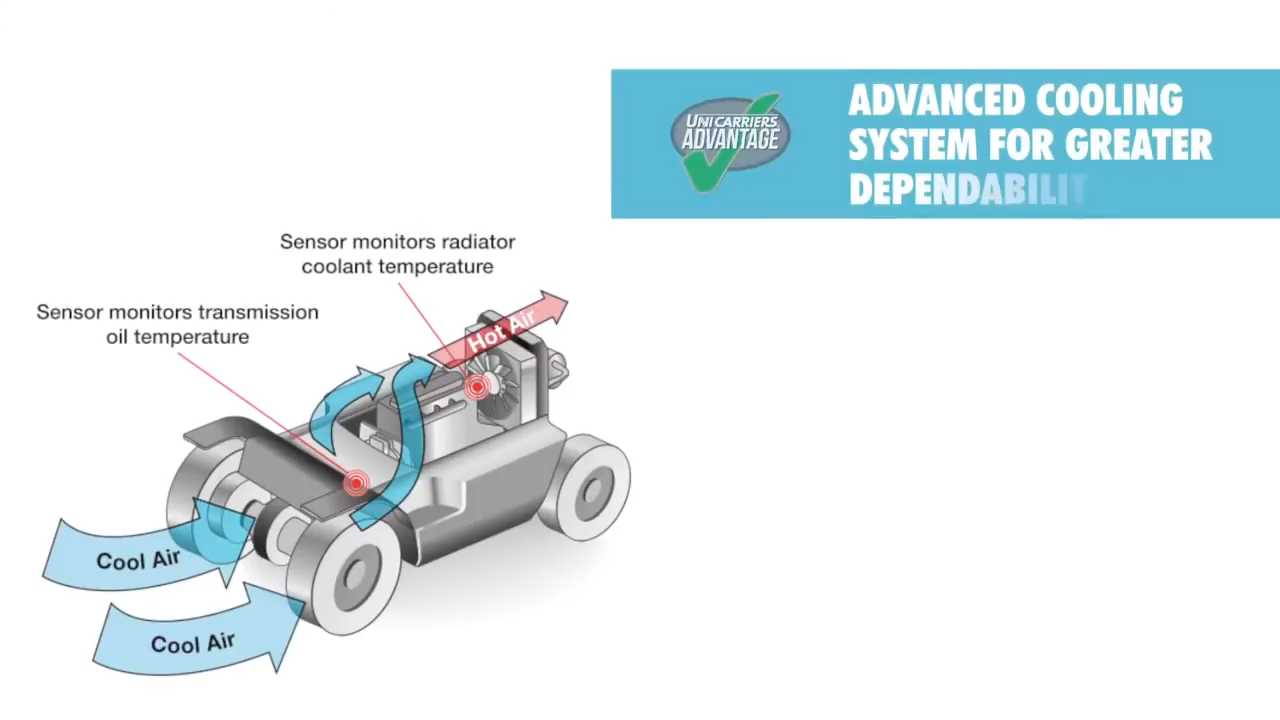 UNICARRIERS
ADVANTAGE
ADVANCED COOLING
SYSTEM FOR GREATER
DEPENDABILIT
Sensor monitors radiator
coolant temperature
Sensor monitors transmission
oil temperature
Hot Air
Cool Air
Cool Air